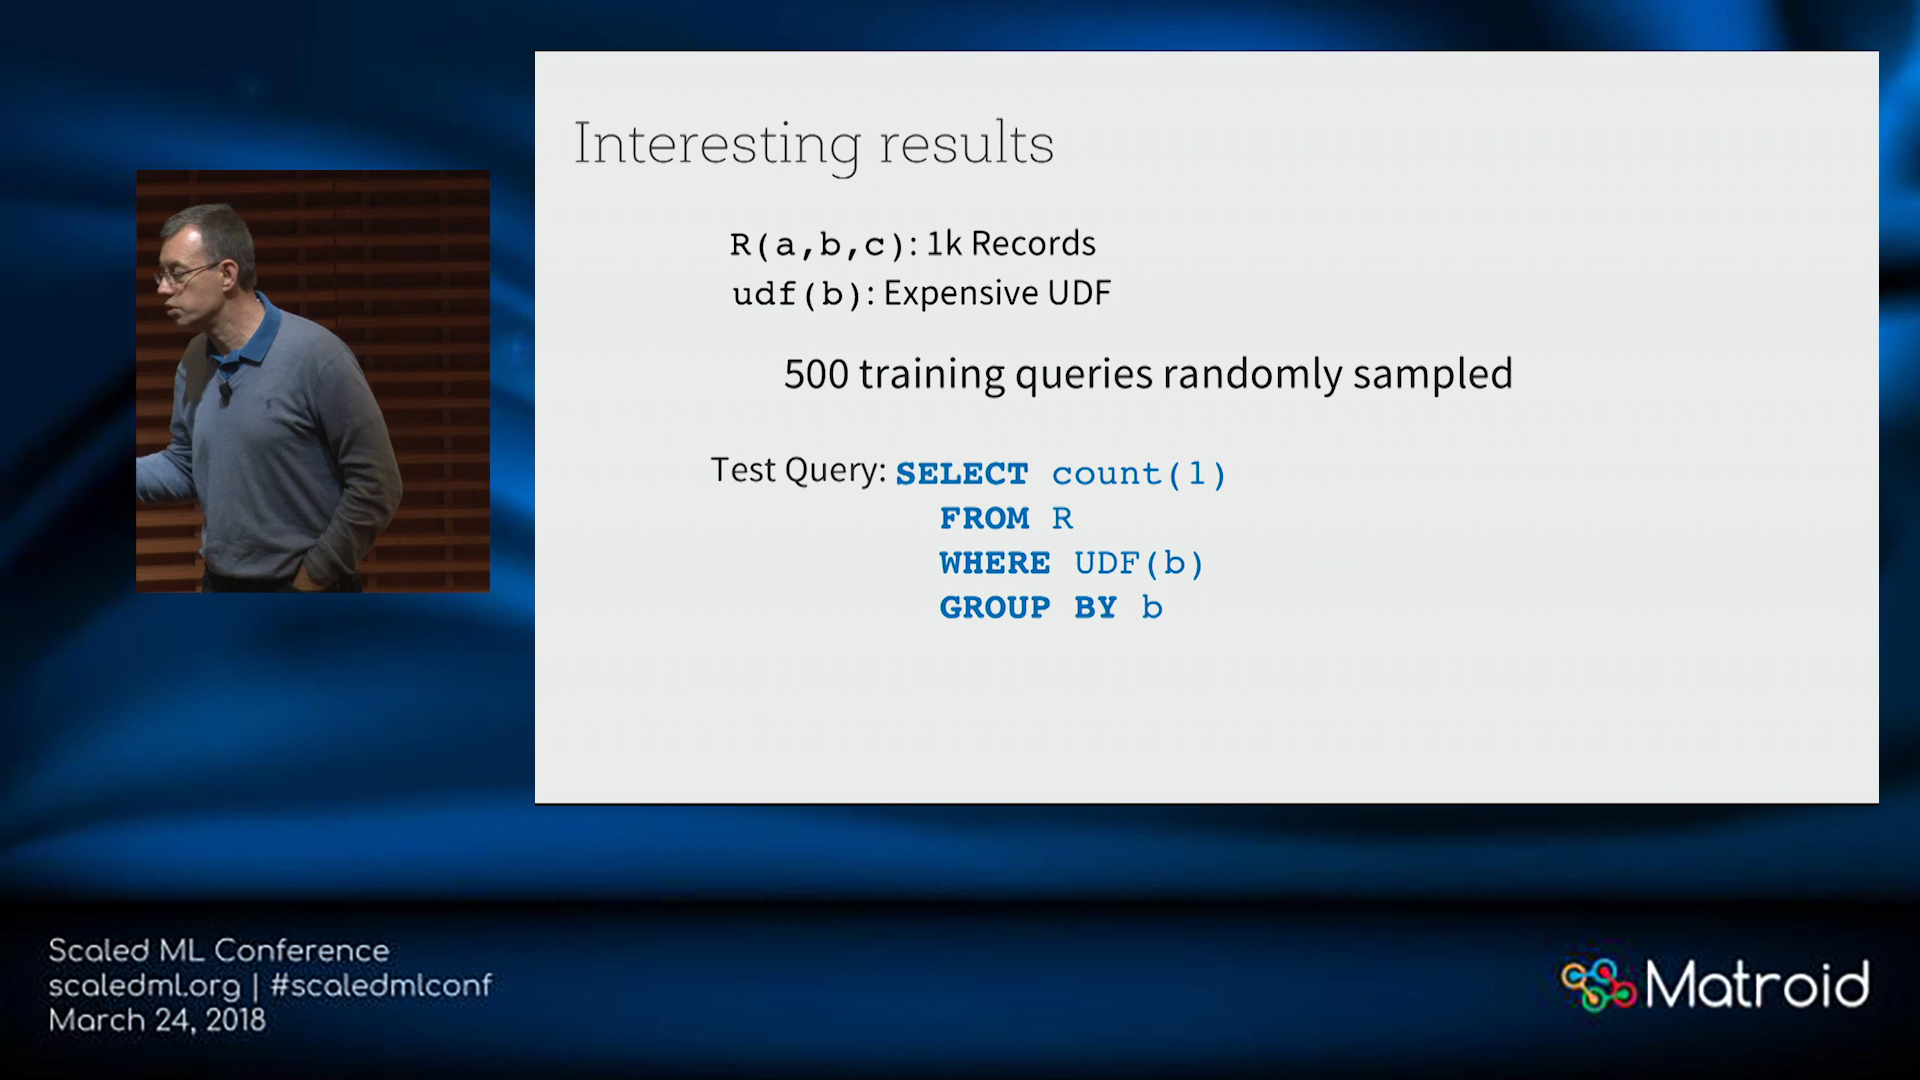 Interesting results
R(a,b,c): 1k Records
udf(b): Expensive UDF
500 training queries randomly sampled
Test Query: SELECT count(1)
FROM R
WHERE UDF(b)
GROUP BY b
Scaled ML Conference
scaledml.org | #scaledmlconf
March 24, 2018
Matroid